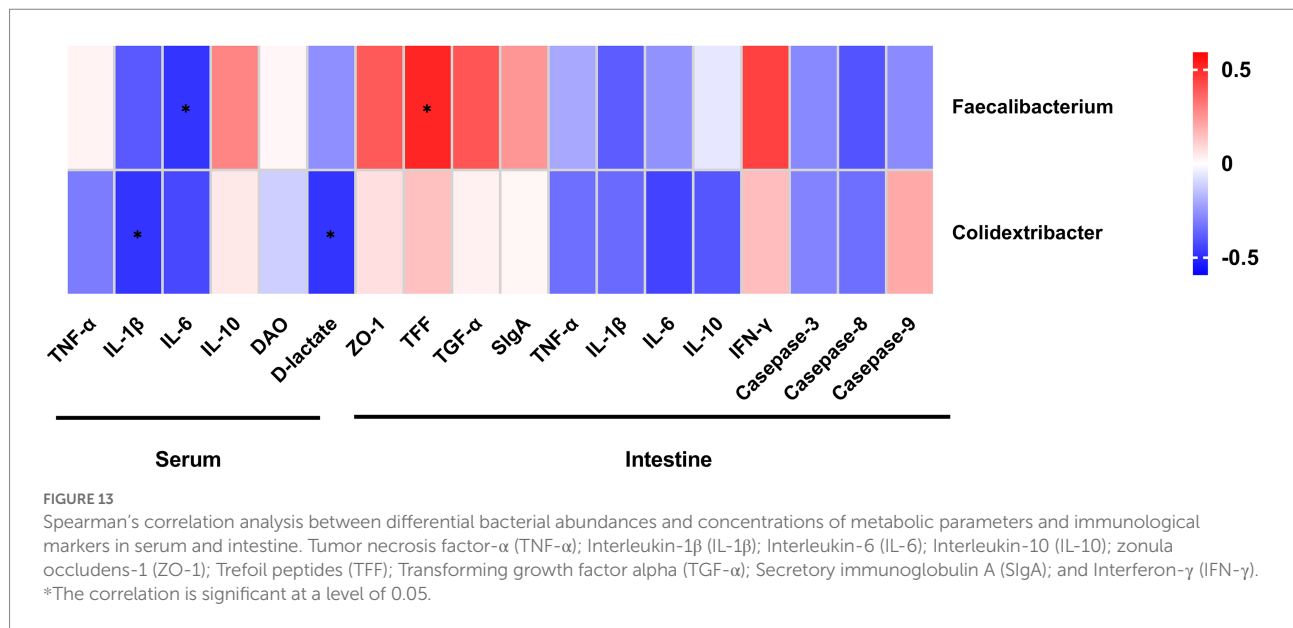 0.5
0
-0.5
Faecalibacterium
*
*
Colidextribacter
*
*
TNF-α
IL-1β
IL-6
IL-10
DAO
D-lactate
ZO-1
TFF
TGF-α
SIgA
TNF-α
IL-1β
IL-6
IL-10
IFN-γ
Casepase-3
Casepase-8
Casepase-9
Serum
Intestine
FIGURE 13
Spearman's correlation analysis between differential bacterial abundances and concentrations of metabolic parameters and immunological
markers in serum and intestine. Tumor necrosis factor-α (TNF-α); Interleukin-1β (IL-1β); Interleukin-6 (IL-6); Interleukin-10 (IL-10); zonula
occludens-1 (ZO-1); Trefoil peptides (TFF); Transforming growth factor alpha (TGF-α); Secretory immunoglobulin A (SIgA); and Interferon-γ (IFN-γ).
*The correlation is significant at a level of 0.05.